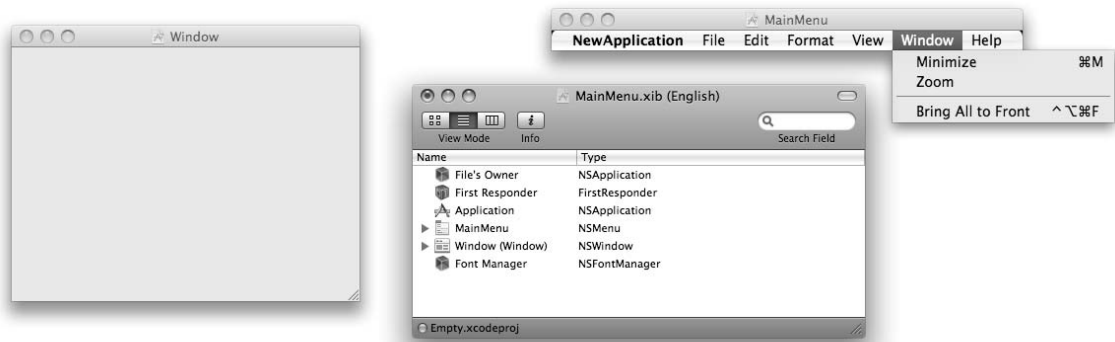 Window
MainMenu
NewApplication File Edit Format View Window Help
Minimize ⌘M
Zoom
Bring All to Front ^⌥⌘F
MainMenu.xib (English)
View Mode Info Search Field
Name Type
File's Owner NSApplication
First Responder FirstResponder
Application NSApplication
MainMenu NSMenu
Window (Window) NSWindow
Font Manager NSFontManager
Empty.xcodeproj